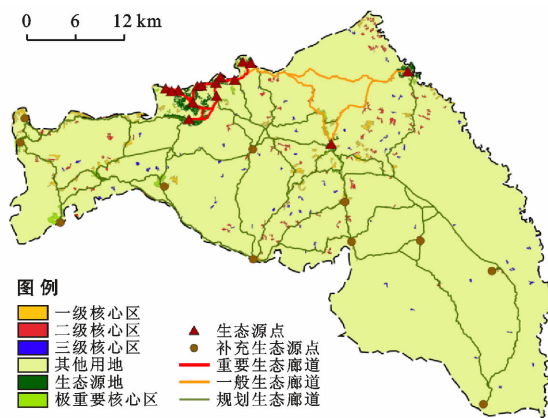 0 6 12 km
图 例
一级核心区
二级核心区
三级核心区
其他用地
生态源地
极重要核心区
生态源点
补充生态源点
重要生态廊道
一般生态廊道
规划生态廊道